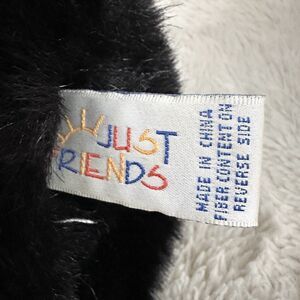 JUST
FRIENDS
MADE IN CHINA
FIBER CONTENT ON
REVERSE SIDE